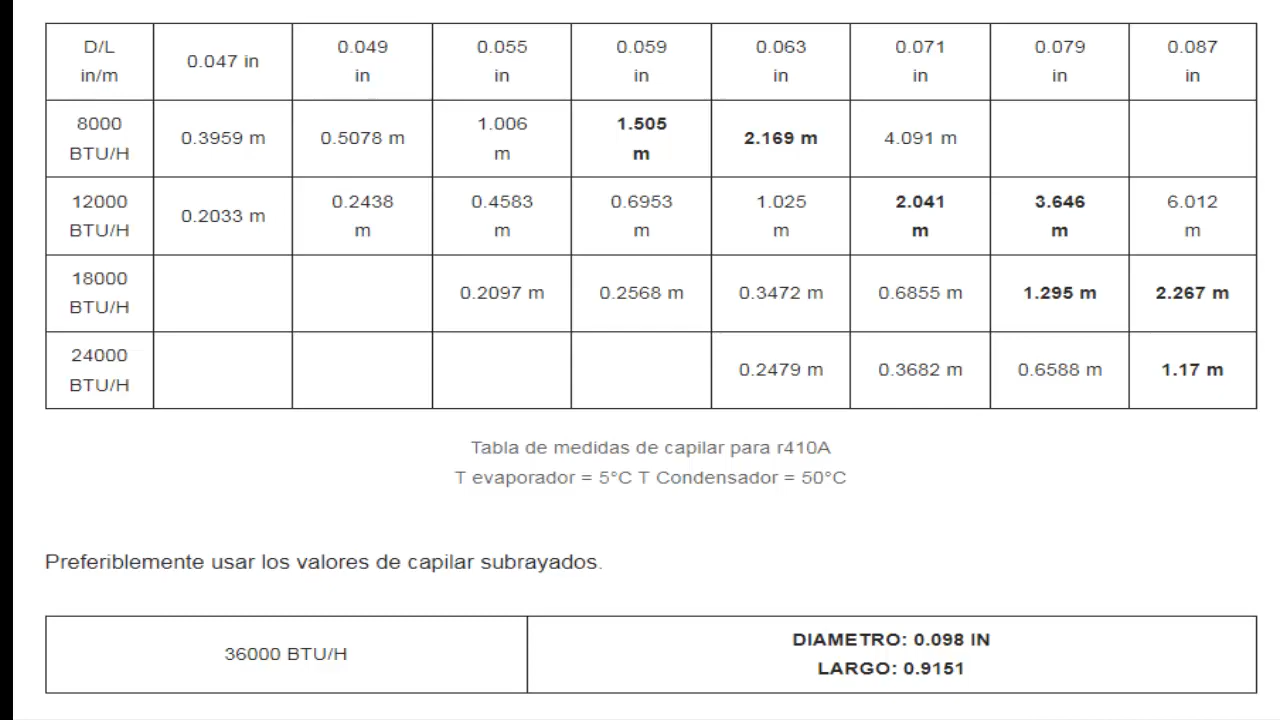 D/L in/m 0.047 in 0.049 in 0.055 in 0.059 in 0.063 in 0.071 in 0.079 in 0.087 in
8000 BTU/H 0.3959 m 0.5078 m 1.006 m 1.505 m 2.169 m 4.091 m
12000 BTU/H 0.2033 m 0.2438 m 0.4583 m 0.6953 m 1.025 m 2.041 m 3.646 m 6.012 m
18000 BTU/H 0.2097 m 0.2568 m 0.3472 m 0.6855 m 1.295 m 2.267 m
24000 BTU/H 0.2479 m 0.3682 m 0.6588 m 1.17 m
Tabla de medidas de capilar para r410A
T evaporador = 5°C T Condensador = 50°C
Preferiblemente usar los valores de capilar subrayados.
36000 BTU/H
DIAMETRO: 0.098 IN
LARGO: 0.9151